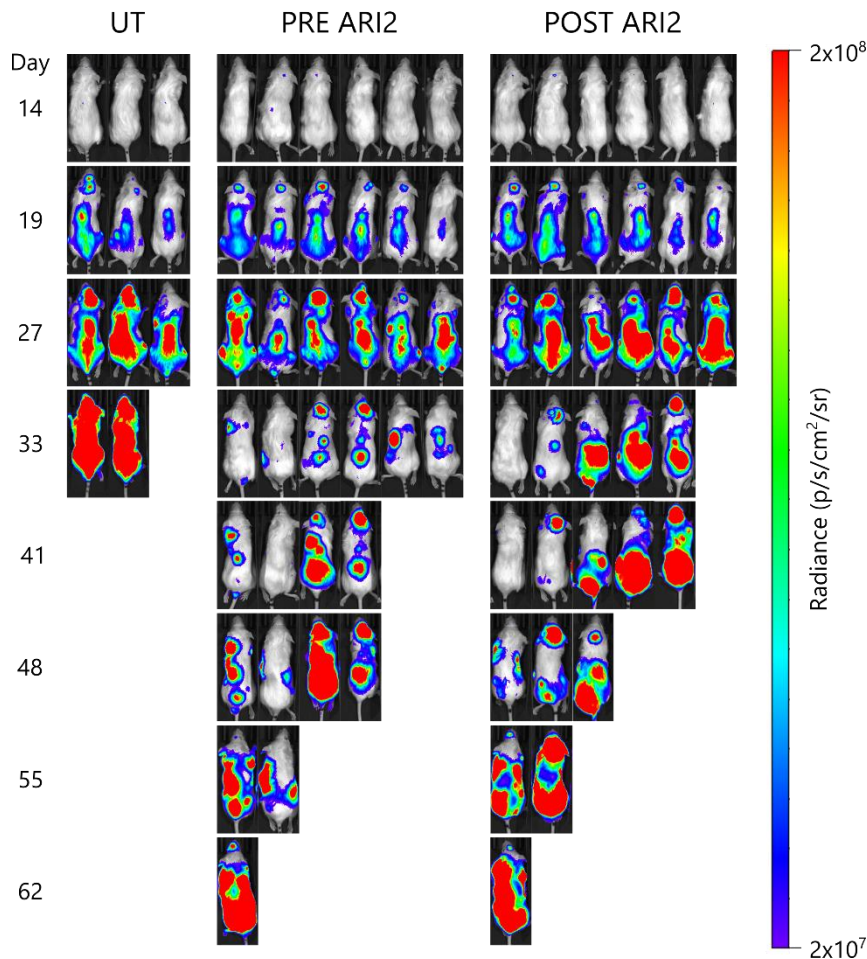 UT PRE ARI2 POST ARI2
Day
14
19
27
33
41
48
55
62
2x10⁸
Radiance (p/s/cm²/sr)
2x10⁷